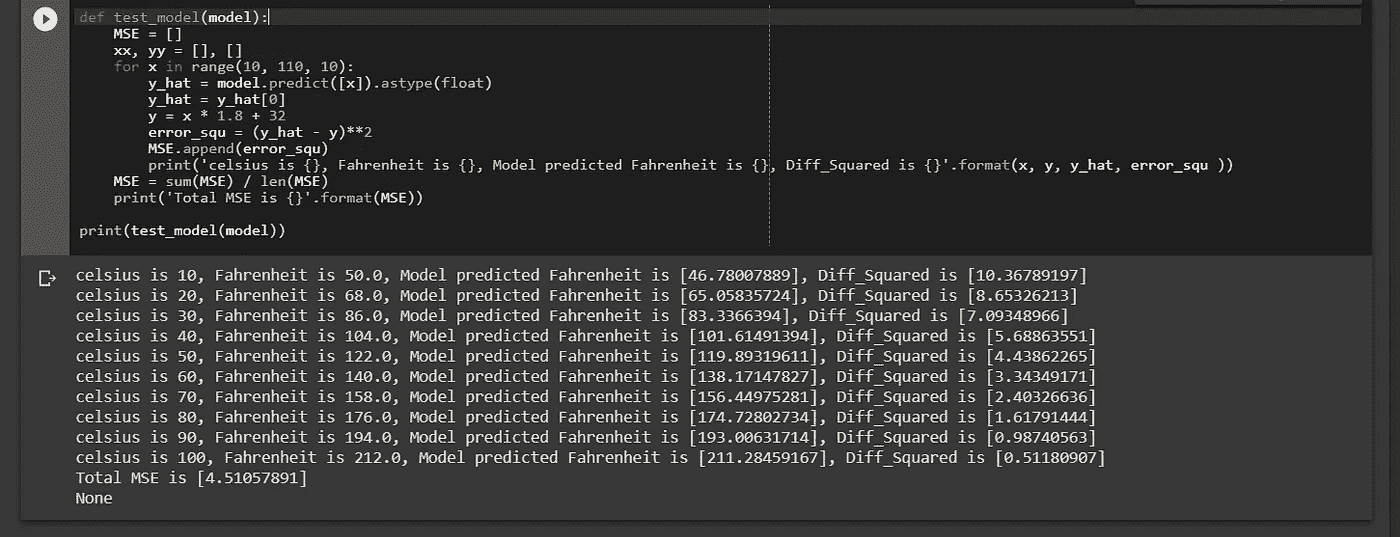 def test_model(model):
    MSE = []
    xx, yy = [], []
    for x in range(10, 110, 10):
        y_hat = model.predict([x]).astype(float)
        y_hat = y_hat[0]
        y = x * 1.8 + 32
        error_squ = (y_hat - y)**2
        MSE.append(error_squ)
        print('celsius is {}, Fahrenheit is {}, Model predicted Fahrenheit is {}, Diff_Squared is {}'.format(x, y, y_hat, error_squ ))
    MSE = sum(MSE) / len(MSE)
    print('Total MSE is {}'.format(MSE))
print(test_model(model))
celsius is 10, Fahrenheit is 50.0, Model predicted Fahrenheit is [46.78007889], Diff_Squared is [10.36789197]
celsius is 20, Fahrenheit is 68.0, Model predicted Fahrenheit is [65.05835724], Diff_Squared is [8.65326213]
celsius is 30, Fahrenheit is 86.0, Model predicted Fahrenheit is [83.3366394], Diff_Squared is [7.09348966]
celsius is 40, Fahrenheit is 104.0, Model predicted Fahrenheit is [101.61491394], Diff_Squared is [5.68863551]
celsius is 50, Fahrenheit is 122.0, Model predicted Fahrenheit is [119.89319611], Diff_Squared is [4.43862265]
celsius is 60, Fahrenheit is 140.0, Model predicted Fahrenheit is [138.17147827], Diff_Squared is [3.34349171]
celsius is 70, Fahrenheit is 158.0, Model predicted Fahrenheit is [156.44975281], Diff_Squared is [2.40326636]
celsius is 80, Fahrenheit is 176.0, Model predicted Fahrenheit is [174.72802734], Diff_Squared is [1.61791444]
celsius is 90, Fahrenheit is 194.0, Model predicted Fahrenheit is [193.00631714], Diff_Squared is [0.98740563]
celsius is 100, Fahrenheit is 212.0, Model predicted Fahrenheit is [211.28459167], Diff_Squared is [0.51180907]
Total MSE is [4.51057891]
None